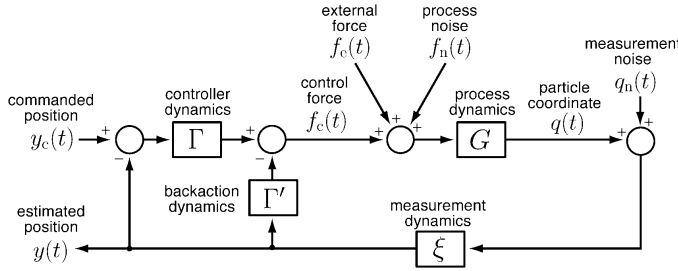 external
force
f_c(t)
process
noise
f_n(t)
measurement
noise
q_n(t)
commanded
position
y_c(t)
+
−
controller
dynamics
Γ
+
−
control
force
f_c(t)
+
+
+
process
dynamics
G
particle
coordinate
q(t)
+
+
backaction
dynamics
Γ′
estimated
position
y(t)
measurement
dynamics
ξ